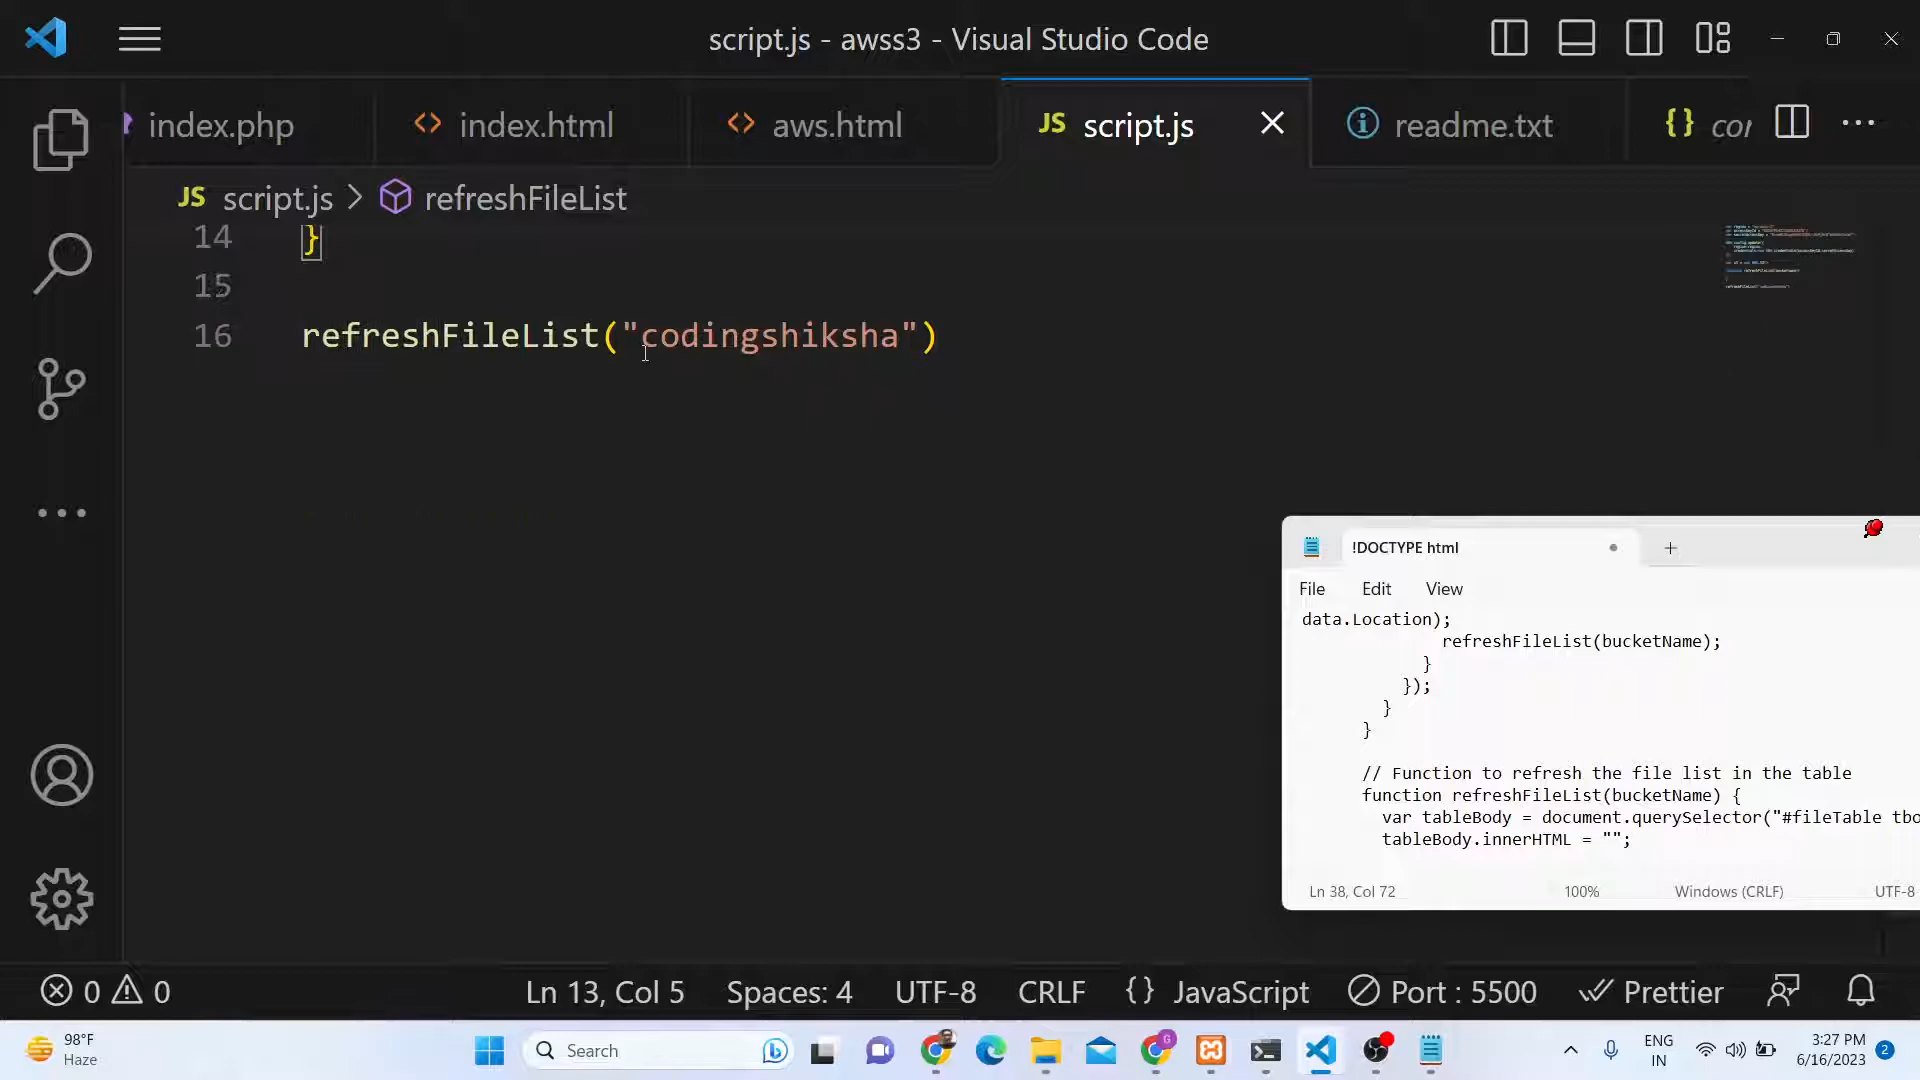 script.js - awss3 - Visual Studio Code
index.php
<> index.html
<> aws.html
JS script.js
readme.txt
{} cor
JS script.js > refreshFileList
14 }
15
16 refreshFileList("codingshiksha")
!DOCTYPE html
File Edit View
data.Location);
refreshFileList(bucketName);
}
});
}
}
// Function to refresh the file list in the table
function refreshFileList(bucketName) {
var tableBody = document.querySelector("#fileTable tbo
tableBody.innerHTML = "";
Ln 38, Col 72 100% Windows (CRLF) UTF-8
0 0 Ln 13, Col 5 Spaces: 4 UTF-8 CRLF {} JavaScript Port : 5500 Prettier
98°F
Haze
Search
ENG
IN
3:27 PM
6/16/2023
2